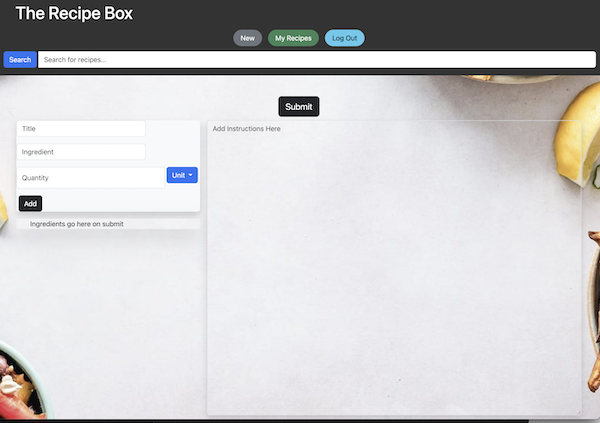 The Recipe Box
New My Recipes Log Out
Search Search for recipes...
Submit
Title
Add Instructions Here
Ingredient
Quantity Unit
Add
Ingredients go here on submit